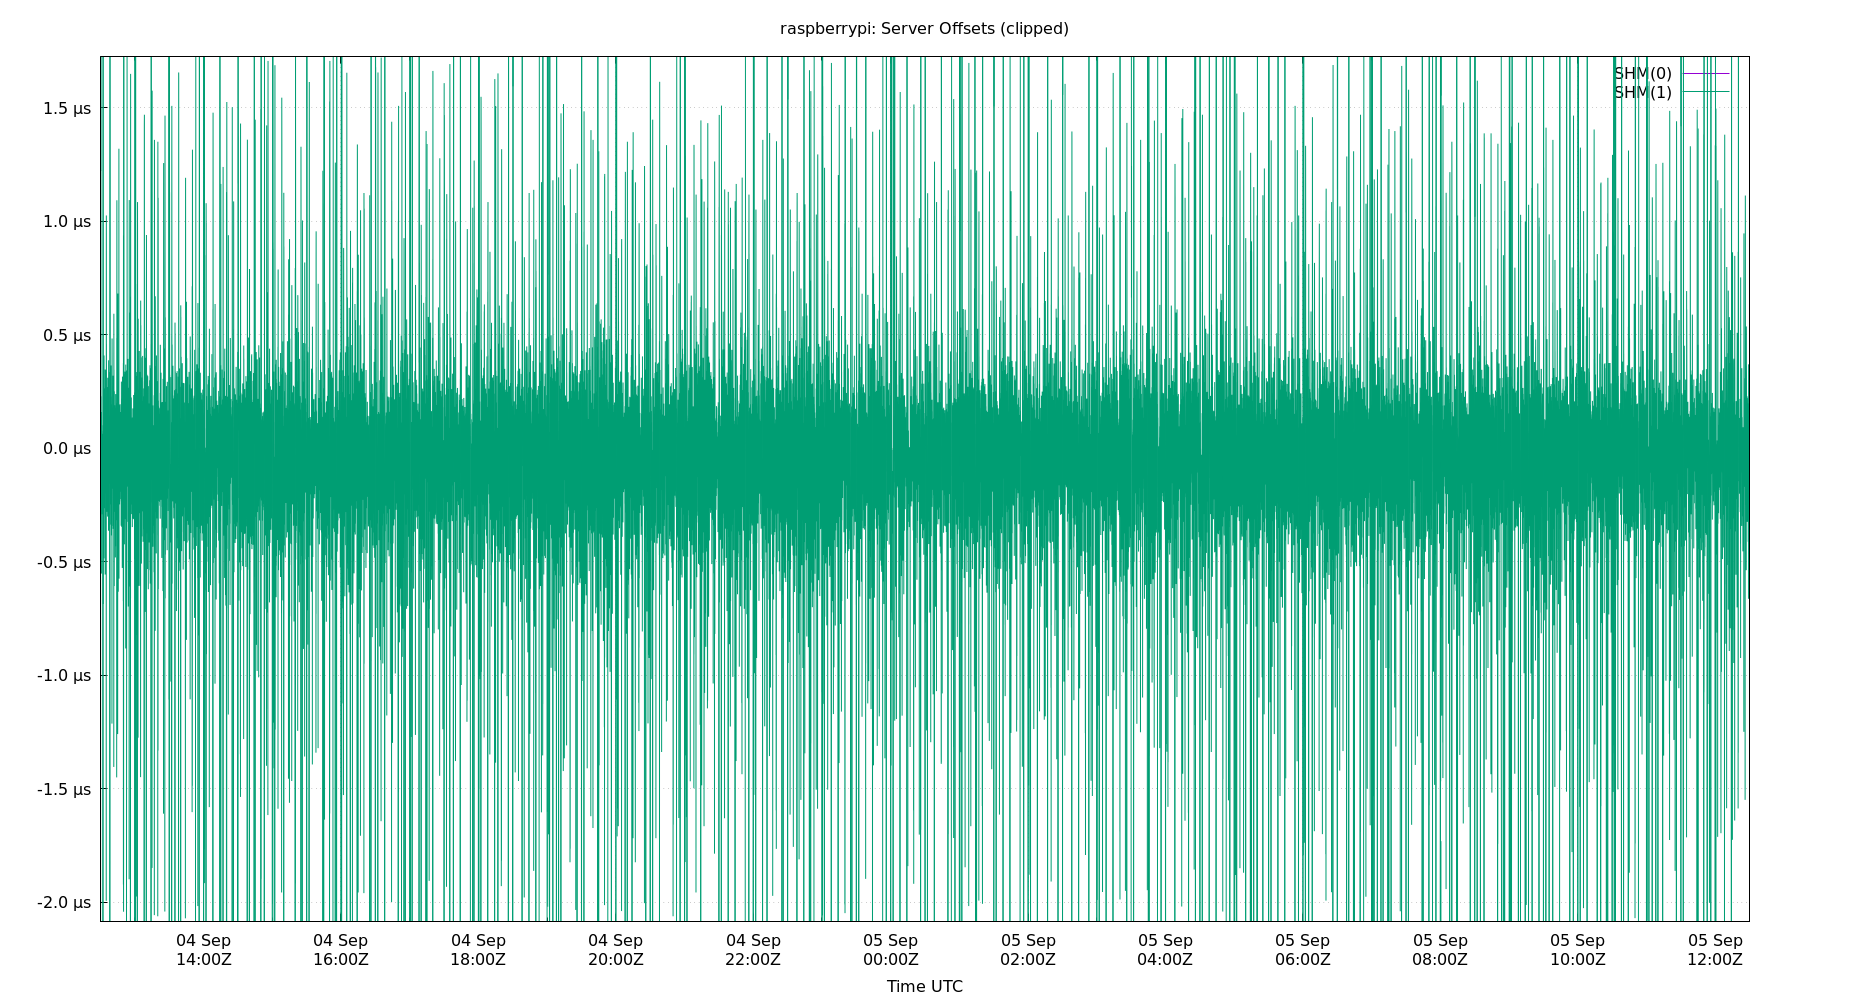 raspberrypi: Server Offsets (clipped)
SHM(0)
SHM(1)
1.5 µs
1.0 µs
0.5 µs
0.0 µs
-0.5 µs
-1.0 µs
-1.5 µs
-2.0 µs
04 Sep 04 Sep 04 Sep 04 Sep 04 Sep 05 Sep 05 Sep 05 Sep 05 Sep 05 Sep 05 Sep 05 Sep
14:00Z 16:00Z 18:00Z 20:00Z 22:00Z 00:00Z 02:00Z 04:00Z 06:00Z 08:00Z 10:00Z 12:00Z
Time UTC